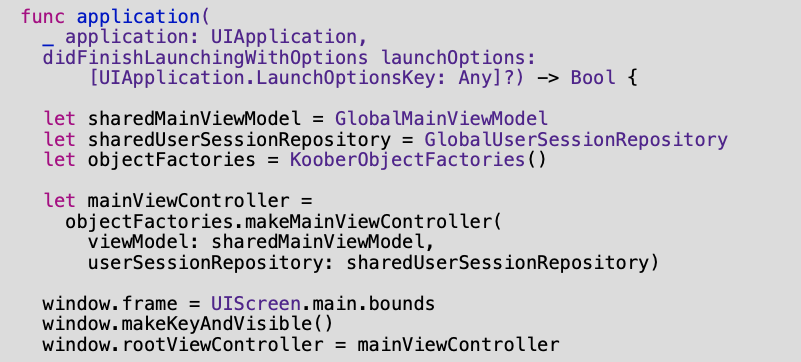 func application(
  _ application: UIApplication,
  didFinishLaunchingWithOptions launchOptions:
      [UIApplication.LaunchOptionsKey: Any]?) -> Bool {

  let sharedMainViewModel = GlobalMainViewModel
  let sharedUserSessionRepository = GlobalUserSessionRepository
  let objectFactories = KooberObjectFactories()

  let mainViewController =
    objectFactories.makeMainViewController(
      viewModel: sharedMainViewModel,
      userSessionRepository: sharedUserSessionRepository)

  window.frame = UIScreen.main.bounds
  window.makeKeyAndVisible()
  window.rootViewController = mainViewController